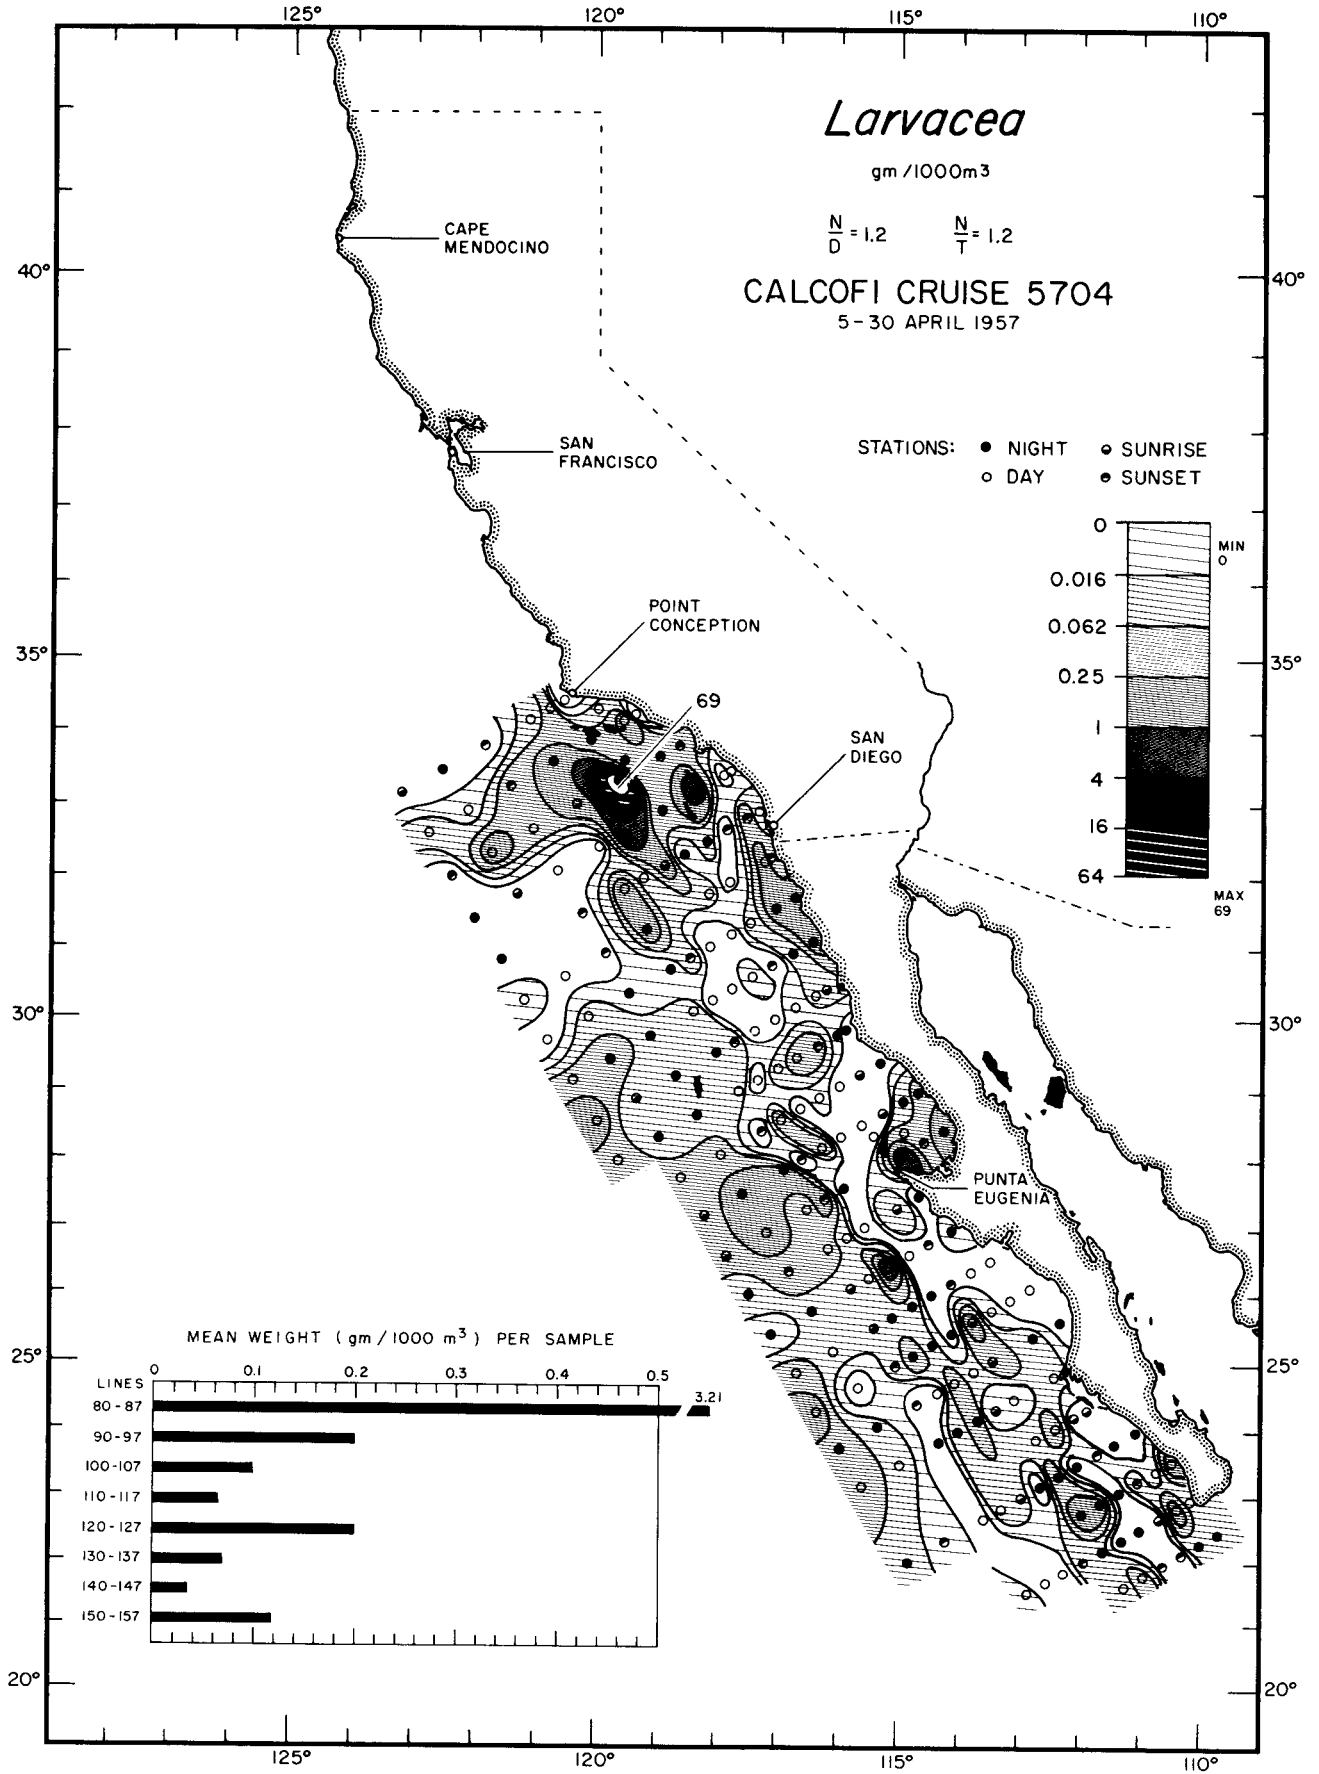 125° 120° 115° 110°
Larvacea
gm/1000m³
N/D = 1.2 N/T = 1.2
CALCOFI CRUISE 5704
5-30 APRIL 1957
CAPE
MENDOCINO
40° 40°
SAN
FRANCISCO
STATIONS: NIGHT SUNRISE
DAY SUNSET
0
MIN
0
0.016
0.062
0.25
1
4
16
64
MAX
69
POINT
CONCEPTION
35° 35°
69
SAN
DIEGO
30° 30°
PUNTA
EUGENIA
25° 25°
MEAN WEIGHT (gm/1000 m³) PER SAMPLE
0 0.1 0.2 0.3 0.4 0.5
LINES
80-87 3.21
90-97
100-107
110-117
120-127
130-137
140-147
150-157
20° 20°
125° 120° 115° 110°